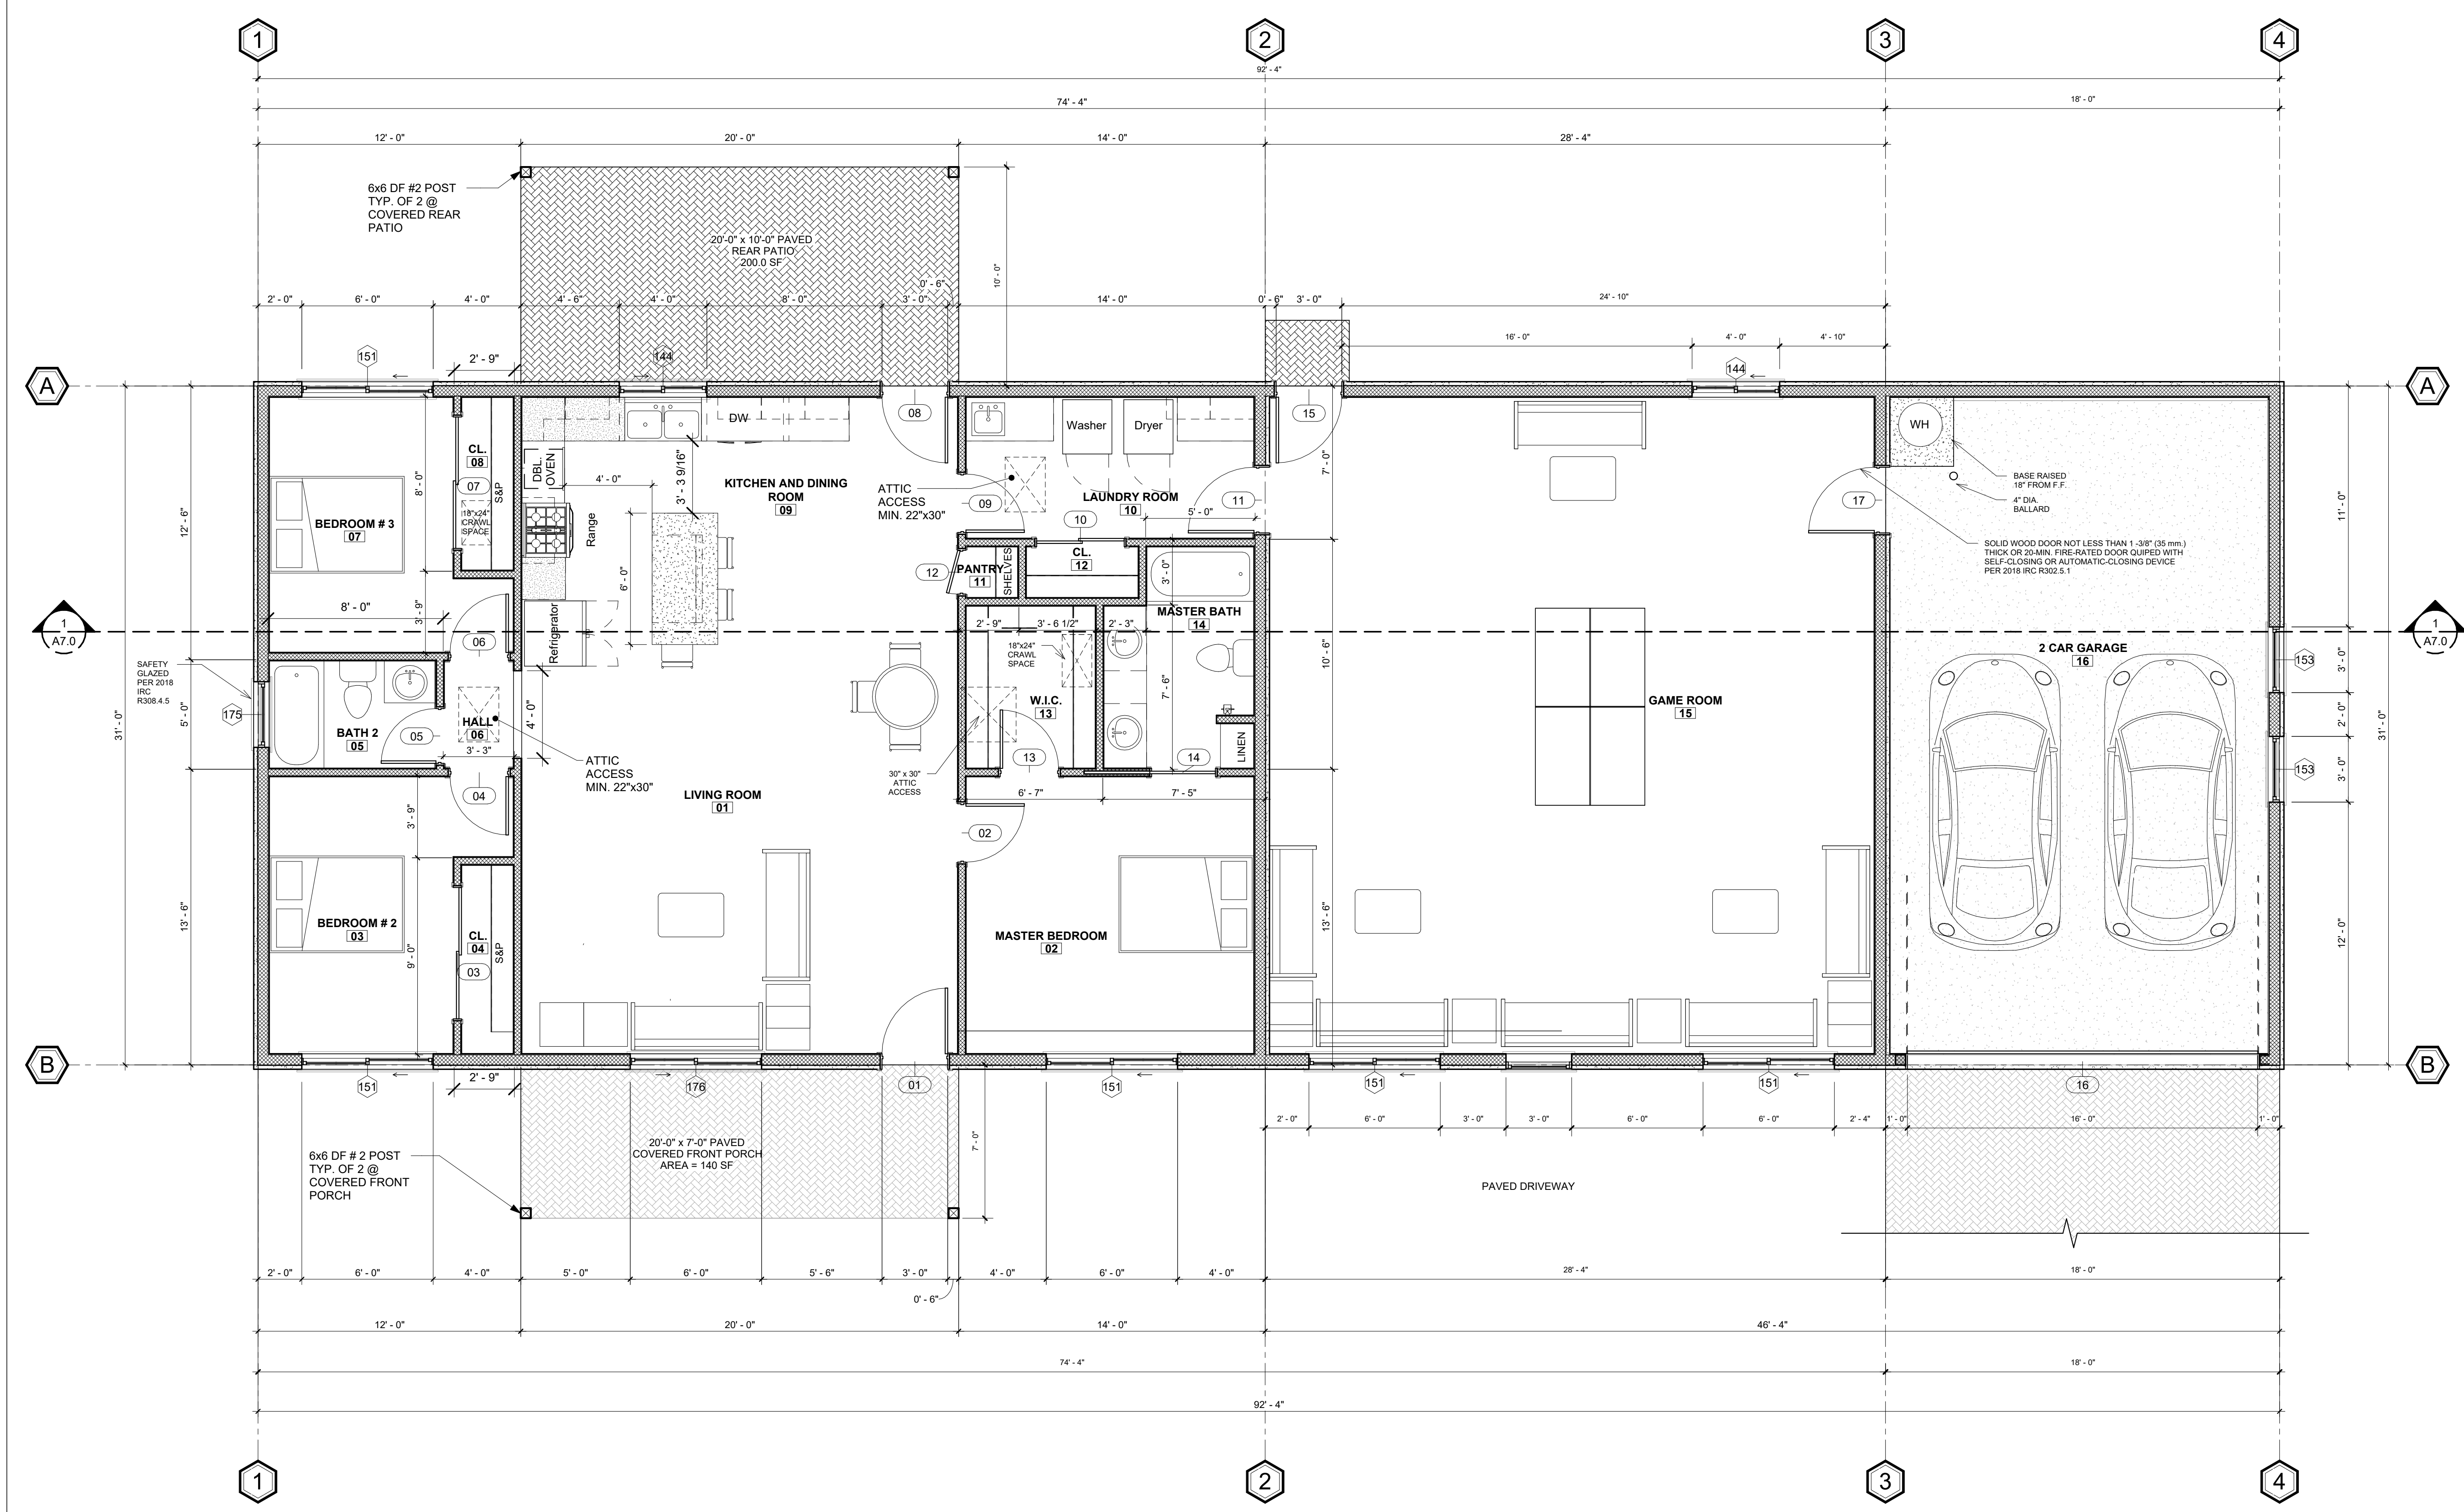 1
2
3
4
92' - 4"
74' - 4"
18' - 0"
12' - 0"
20' - 0"
14' - 0"
28' - 4"
6x6 DF #2 POST
TYP. OF 2 @
COVERED REAR
PATIO
20'-0" x 10'-0" PAVED
REAR PATIO
200.0 SF
10' - 0"
2' - 0"
6' - 0"
4' - 0"
4' - 6"
4' - 0"
8' - 0"
3' - 0"
0' - 6"
14' - 0"
0' - 6"
3' - 0"
24' - 10"
16' - 0"
4' - 0"
4' - 10"
151
2' - 9"
144
144
A
A
08
15
DW
Washer
Dryer
WH
CL.
08
07
S&P
18"x24"
CRAWL
SPACE
8' - 0"
DBL.
OVEN
4' - 0"
3' - 3 9/16"
KITCHEN AND DINING
ROOM
09
ATTIC
ACCESS
MIN. 22"x30"
09
LAUNDRY ROOM
10
11
5' - 0"
10
7' - 0"
17
BASE RAISED
18" FROM F.F.
4" DIA.
BALLARD
11' - 0"
12' - 6"
BEDROOM # 3
07
Range
SOLID WOOD DOOR NOT LESS THAN 1 -3/8" (35 mm.)
THICK OR 20-MIN. FIRE-RATED DOOR QUIPED WITH
SELF-CLOSING OR AUTOMATIC-CLOSING DEVICE
PER 2018 IRC R302.5.1
12
PANTRY
11
SHELVES
CL.
12
3' - 0"
6' - 0"
8' - 0"
3' - 9"
Refrigerator
MASTER BATH
14
1
A7.0
1
A7.0
06
2' - 9"
3' - 6 1/2"
2' - 3"
18"x24"
CRAWL
SPACE
2 CAR GARAGE
16
153
3' - 0"
SAFETY
GLAZED
PER 2018
IRC
R308.4.5
175
31' - 0"
5' - 0"
BATH 2
05
05
HALL
06
3' - 3"
4' - 0"
7' - 6"
W.I.C.
13
10' - 6"
GAME ROOM
15
2' - 0"
31' - 0"
LINEN
13
14
153
3' - 0"
ATTIC
ACCESS
MIN. 22"x30"
30" x 30"
ATTIC
ACCESS
04
LIVING ROOM
01
6' - 7"
7' - 5"
3' - 9"
02
13' - 6"
BEDROOM # 2
03
9' - 0"
CL.
04
03
S&P
MASTER BEDROOM
02
13' - 6"
12' - 0"
B
B
151
2' - 9"
176
01
151
151
151
16
2' - 0"
6' - 0"
3' - 0"
3' - 0"
6' - 0"
6' - 0"
2' - 4"
1' - 0"
16' - 0"
1' - 0"
20'-0" x 7'-0" PAVED
COVERED FRONT PORCH
AREA = 140 SF
7' - 0"
6x6 DF # 2 POST
TYP. OF 2 @
COVERED FRONT
PORCH
PAVED DRIVEWAY
2' - 0"
6' - 0"
4' - 0"
5' - 0"
6' - 0"
5' - 6"
3' - 0"
0' - 6"
4' - 0"
6' - 0"
4' - 0"
28' - 4"
18' - 0"
12' - 0"
20' - 0"
14' - 0"
46' - 4"
74' - 4"
18' - 0"
92' - 4"
1
2
3
4